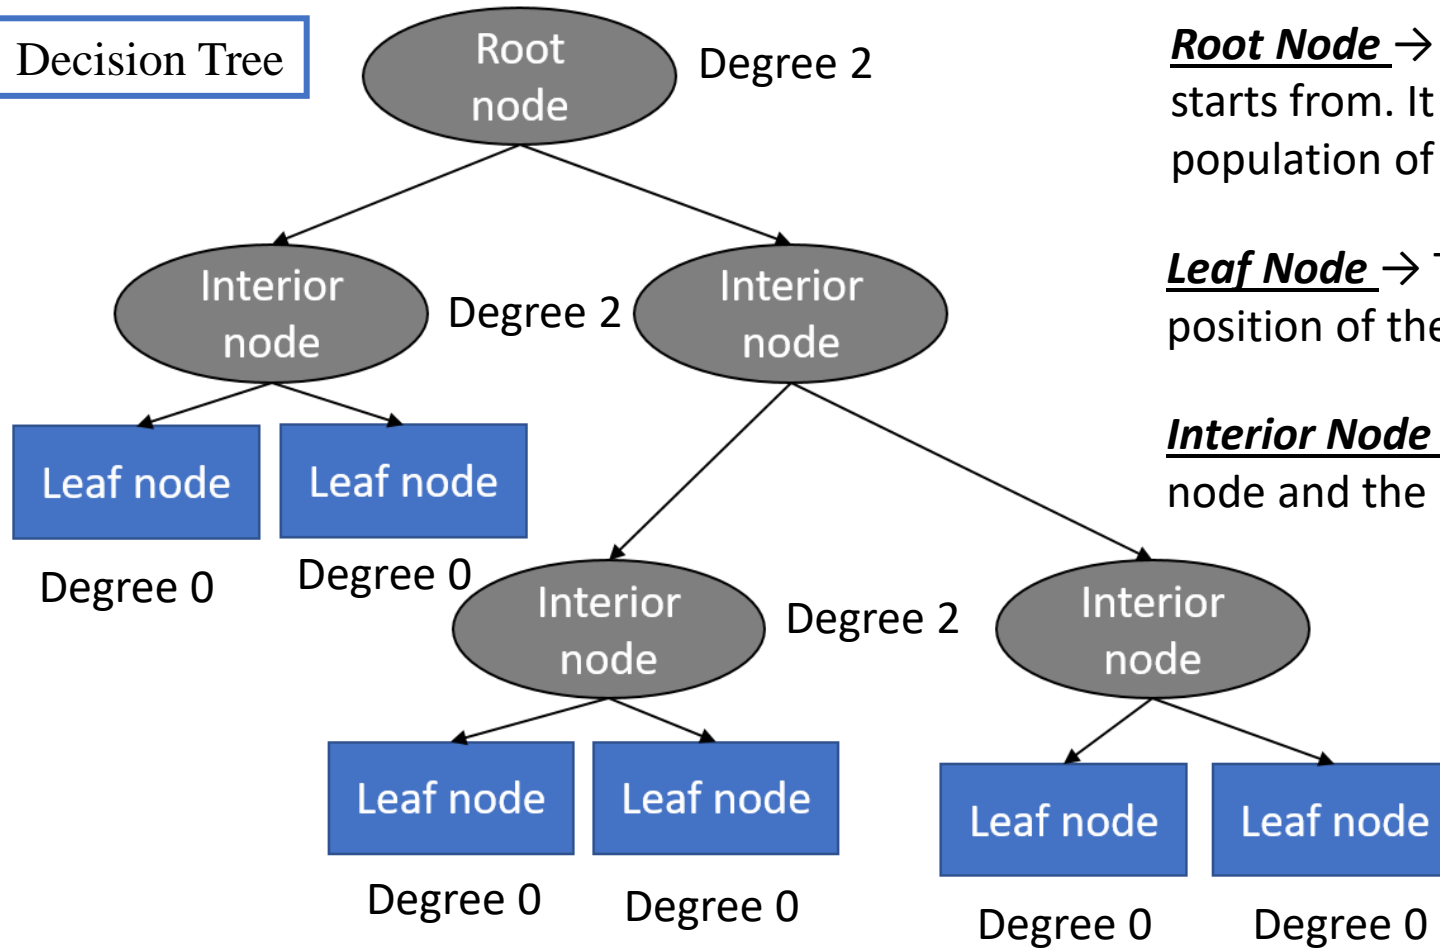 Decision Tree
Root
node
Degree 2
Interior
node
Degree 2
Interior
node
Leaf node
Leaf node
Degree 0
Degree 0
Interior
node
Degree 2
Interior
node
Leaf node
Leaf node
Leaf node
Leaf node
Degree 0
Degree 0
Degree 0
Degree 0
Root Node →
starts from. It
population of
Leaf Node →
position of the
Interior Node
node and the